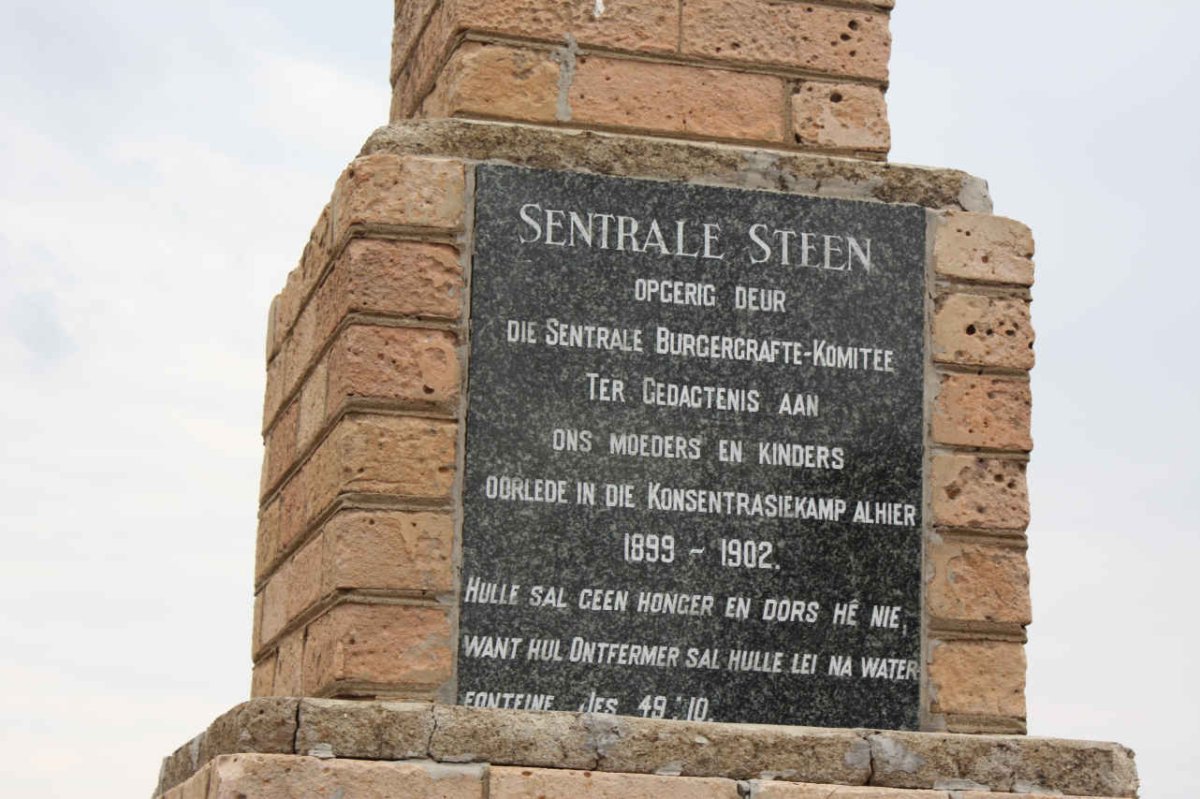 SENTRALE STEEN
OPGERIG DEUR
DIE SENTRALE BURGERGRAFTE-KOMITEE
TER GEDAGTENIS AAN
ONS MOEDERS EN KINDERS
OORLEDE IN DIE KONSENTRASIEKAMP ALHIER
1899 ~ 1902.
HULLE SAL GEEN HONGER EN DORS HÊ NIE,
WANT HUL ONTFERMER SAL HULLE LEI NA WATER
FONTEINE. JES 49:10.